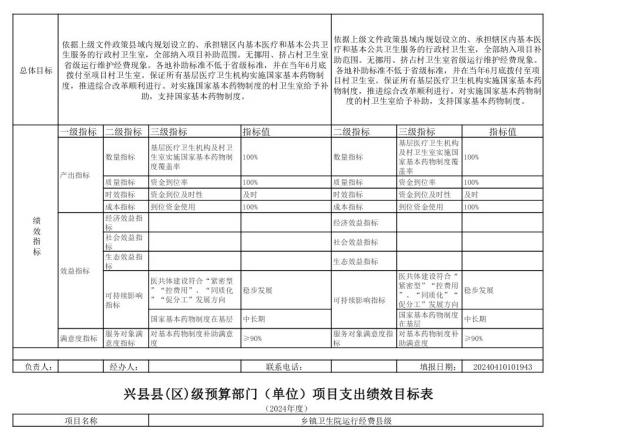 总体目标
依据上级文件政策县域内规划设立的、承担辖区内基本医疗和基本公共卫
生服务的行政村卫生室，全部纳入项目补助范围。无挪用、挤占村卫生室
省级运行维护经费现象。各地补助标准不低于省级标准，并在当年6月底
拨付至项目村卫生室。保证所有基层医疗卫生机构实施国家基本药物制
度，推进综合改革顺利进行。对实施国家基本药物制度的村卫生室给予补
助，支持国家基本药物制度。
依据上级文件政策县域内规划设立的、承担辖区内基本医
疗和基本公共卫生服务的行政村卫生室，全部纳入项目补
助范围。无挪用、挤占村卫生室省级运行维护经费现象。
各地补助标准不低于省级标准，并在当年6月底拨付至项目
村卫生室。保证所有基层医疗卫生机构实施国家基本药物
制度，推进综合改革顺利进行。对实施国家基本药物制度
的村卫生室给予补助，支持国家基本药物制度。
绩效指标
一级指标 二级指标 三级指标 指标值 二级指标 三级指标 指标值
产出指标
数量指标 基层医疗卫生机构及村卫生室实施国家基本药物制度覆盖率 100% 数量指标 基层医疗卫生机构及村卫生室实施国家基本药物制度覆盖率 100%
质量指标 资金到位率 100% 质量指标 资金到位率 100%
时效指标 资金到位及时性 及时 时效指标 资金到位及时性 及时
成本指标 到位资金使用 100% 成本指标 到位资金使用 100%
效益指标
经济效益指标 经济效益指标
社会效益指标 社会效益指标
生态效益指标 生态效益指标
可持续影响指标 医共体建设符合“紧密型”“控费用”、“同质化”“促分工”发展方向 稳步发展 可持续影响指标 医共体建设符合“紧密型”“控费用”、“同质化”“促分工”发展方向 稳步发展
国家基本药物制度在基层 中长期 国家基本药物制度在基层 中长期
满意度指标 服务对象满意度指标 对基本药物制度补助满意度 ≥90% 服务对象满意度指标 对基本药物制度补助满意度 ≥90%
负责人： 经办人： 联系电话： 填报日期： 20240410101943
兴县县(区)级预算部门（单位）项目支出绩效目标表
（2024年度）
项目名称 乡镇卫生院运行经费县级